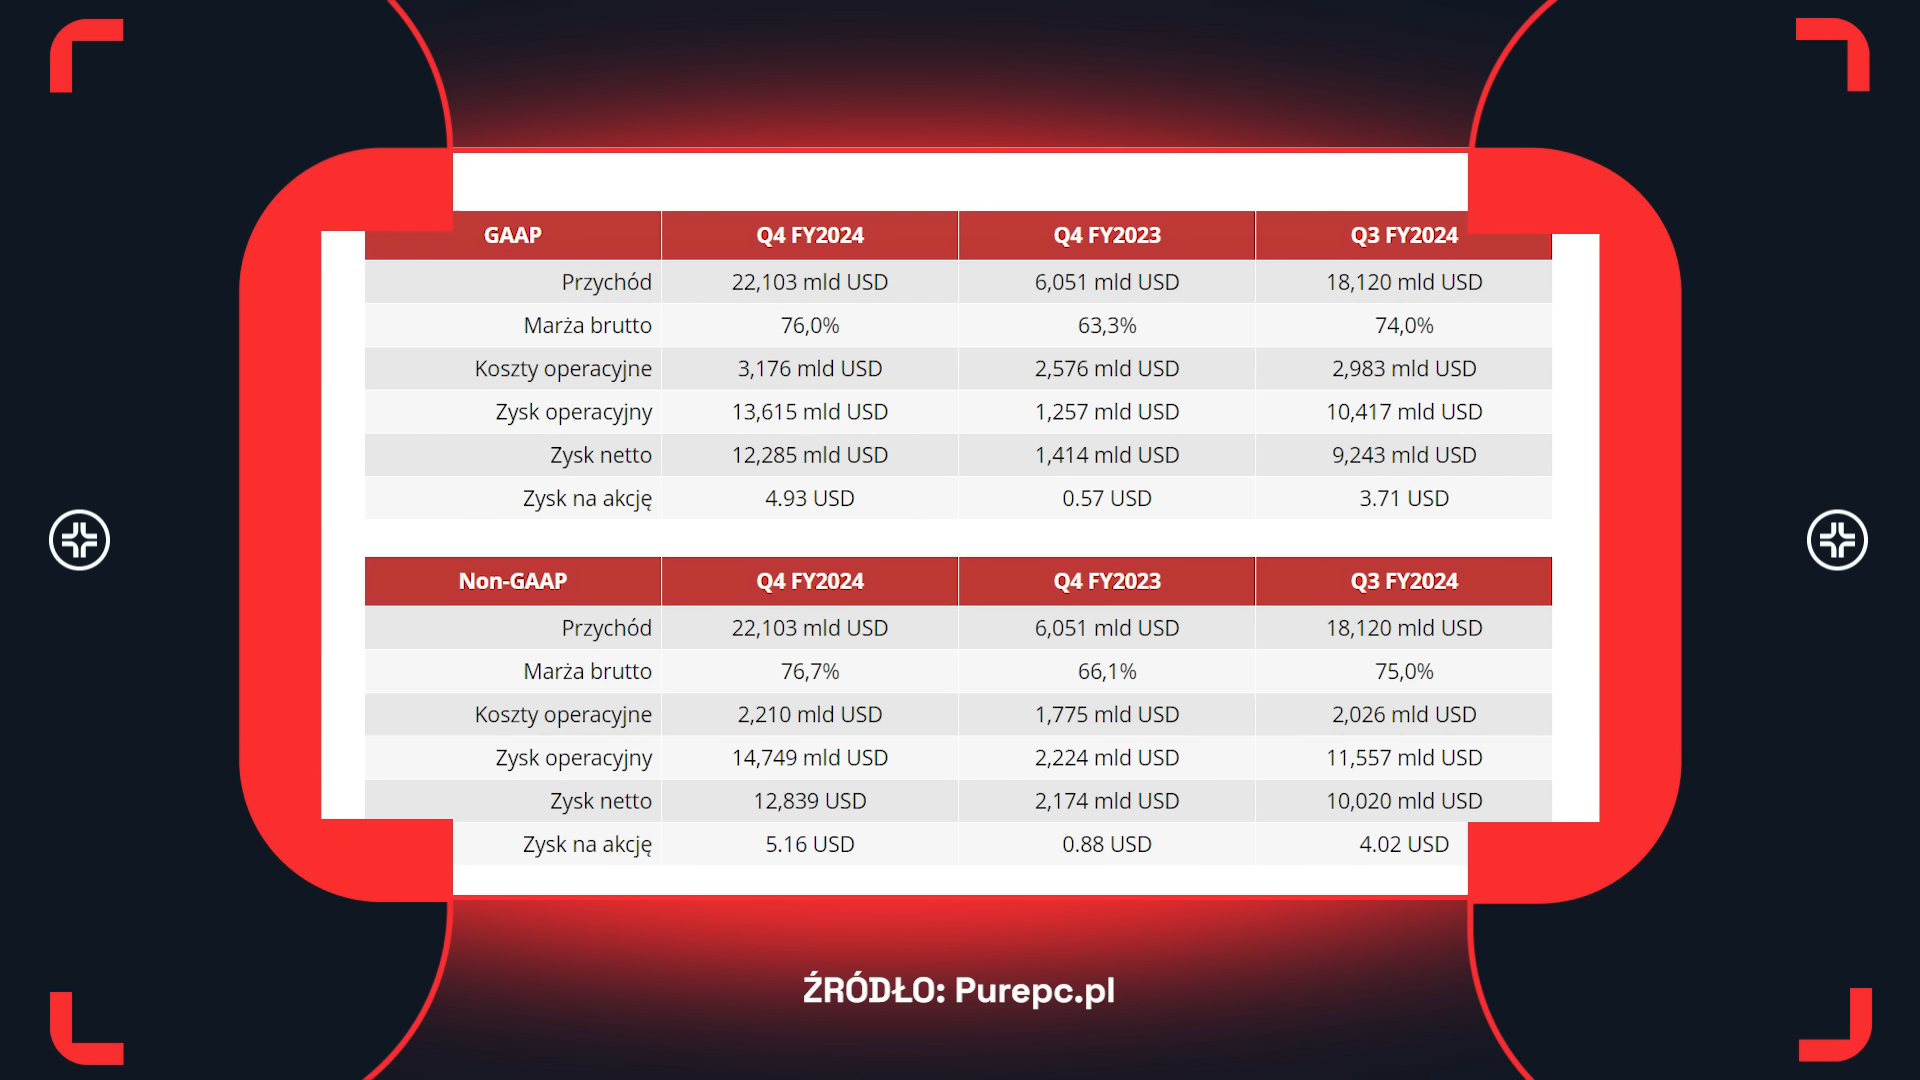 GAAP Q4 FY2024 Q4 FY2023 Q3 FY2024
Przychód 22,103 mld USD 6,051 mld USD 18,120 mld USD
Marża brutto 76,0% 63,3% 74,0%
Koszty operacyjne 3,176 mld USD 2,576 mld USD 2,983 mld USD
Zysk operacyjny 13,615 mld USD 1,257 mld USD 10,417 mld USD
Zysk netto 12,285 mld USD 1,414 mld USD 9,243 mld USD
Zysk na akcję 4.93 USD 0.57 USD 3.71 USD
Non-GAAP Q4 FY2024 Q4 FY2023 Q3 FY2024
Przychód 22,103 mld USD 6,051 mld USD 18,120 mld USD
Marża brutto 76,7% 66,1% 75,0%
Koszty operacyjne 2,210 mld USD 1,775 mld USD 2,026 mld USD
Zysk operacyjny 14,749 mld USD 2,224 mld USD 11,557 mld USD
Zysk netto 12,839 USD 2,174 mld USD 10,020 mld USD
Zysk na akcję 5.16 USD 0.88 USD 4.02 USD
ŹRÓDŁO: Purepc.pl